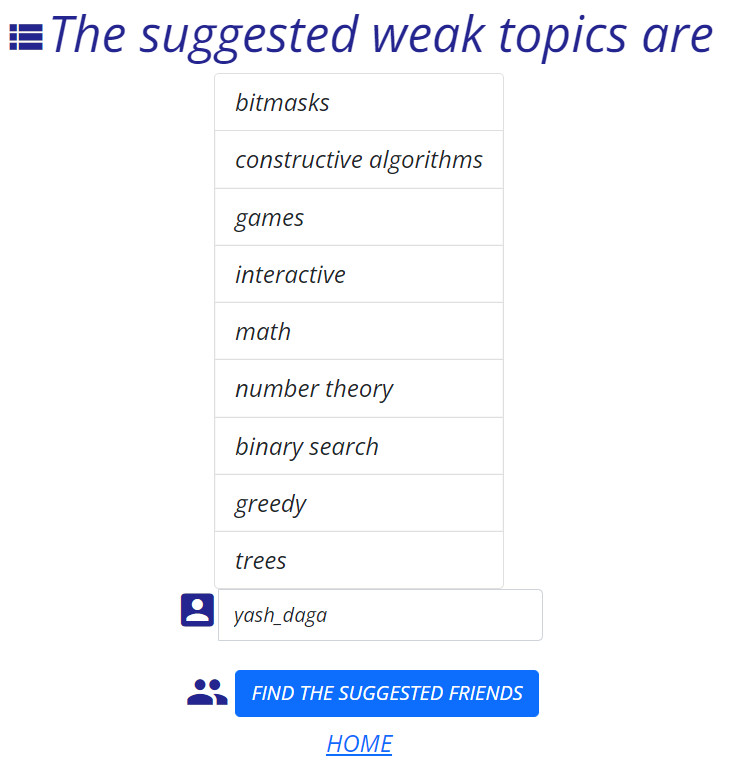 The suggested weak topics are
bitmasks
constructive algorithms
games
interactive
math
number theory
binary search
greedy
trees
yash_daga
FIND THE SUGGESTED FRIENDS
HOME